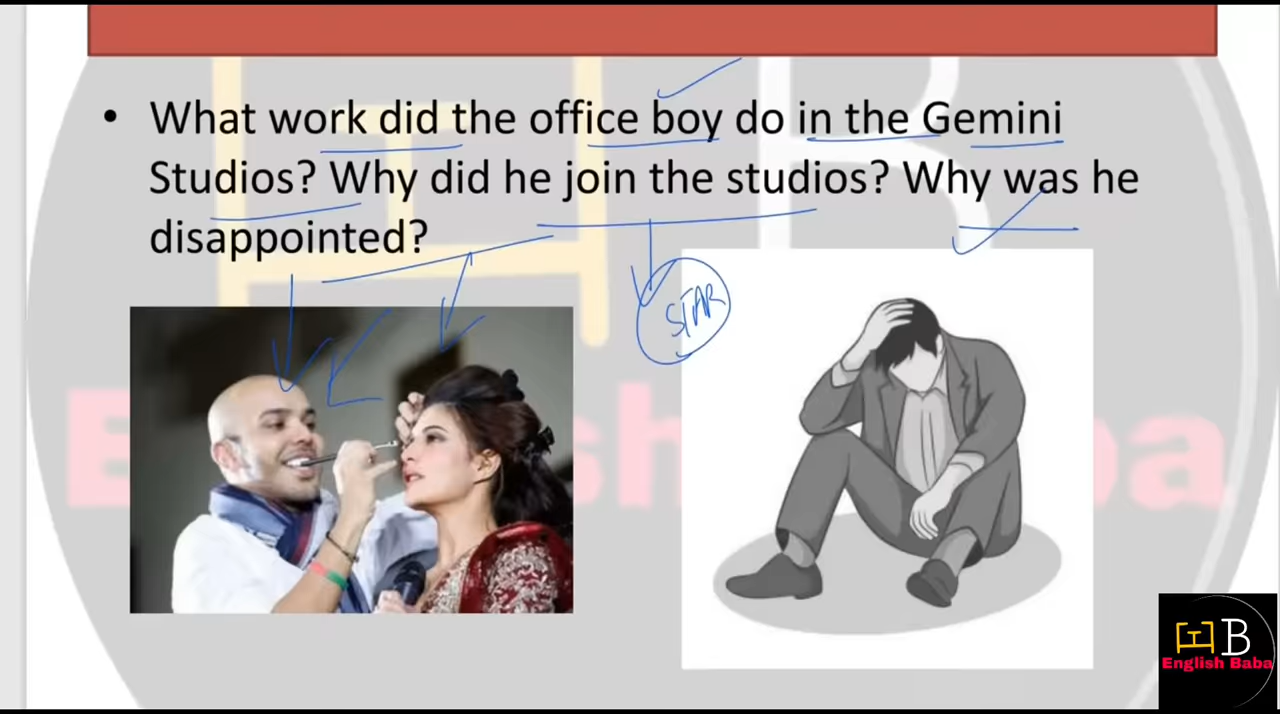 • What work did the office boy do in the Gemini
Studios? Why did he join the studios? Why was he
disappointed?
STAR
EB
English Baba